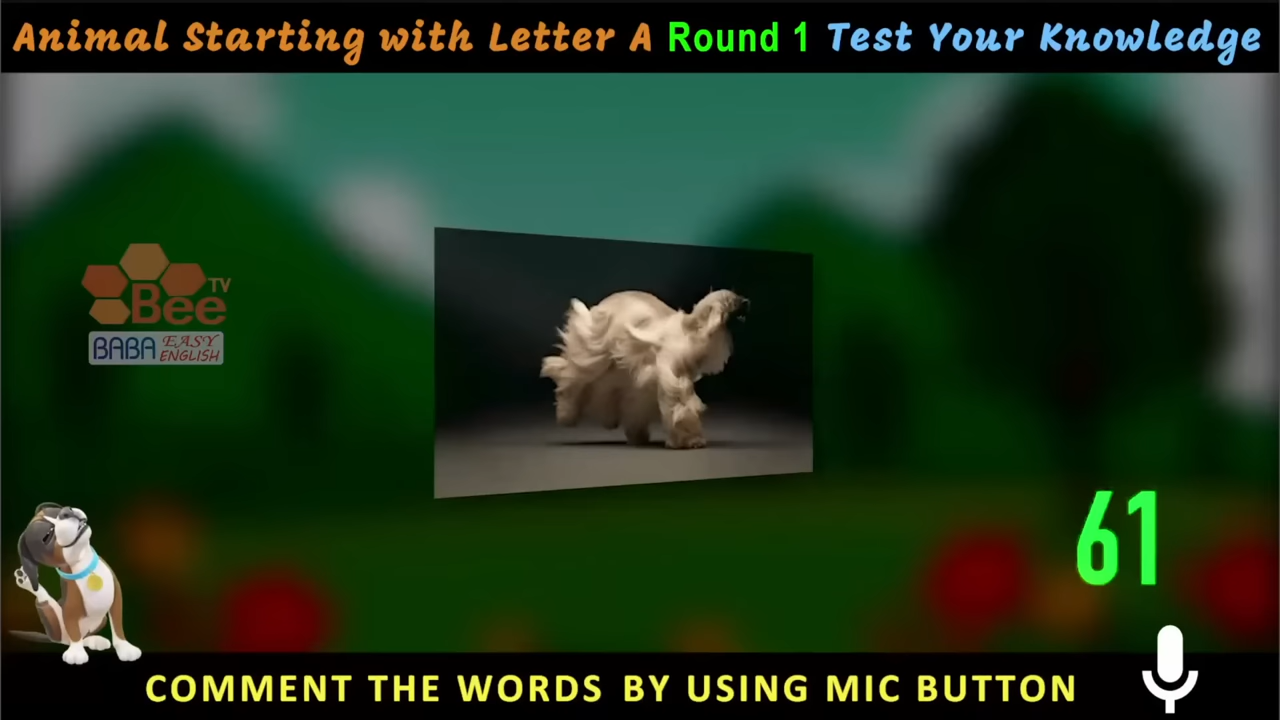 Animal Starting with Letter A Round 1 Test Your Knowledge
Bee TV
BABA EASY ENGLISH
61
COMMENT THE WORDS BY USING MIC BUTTON